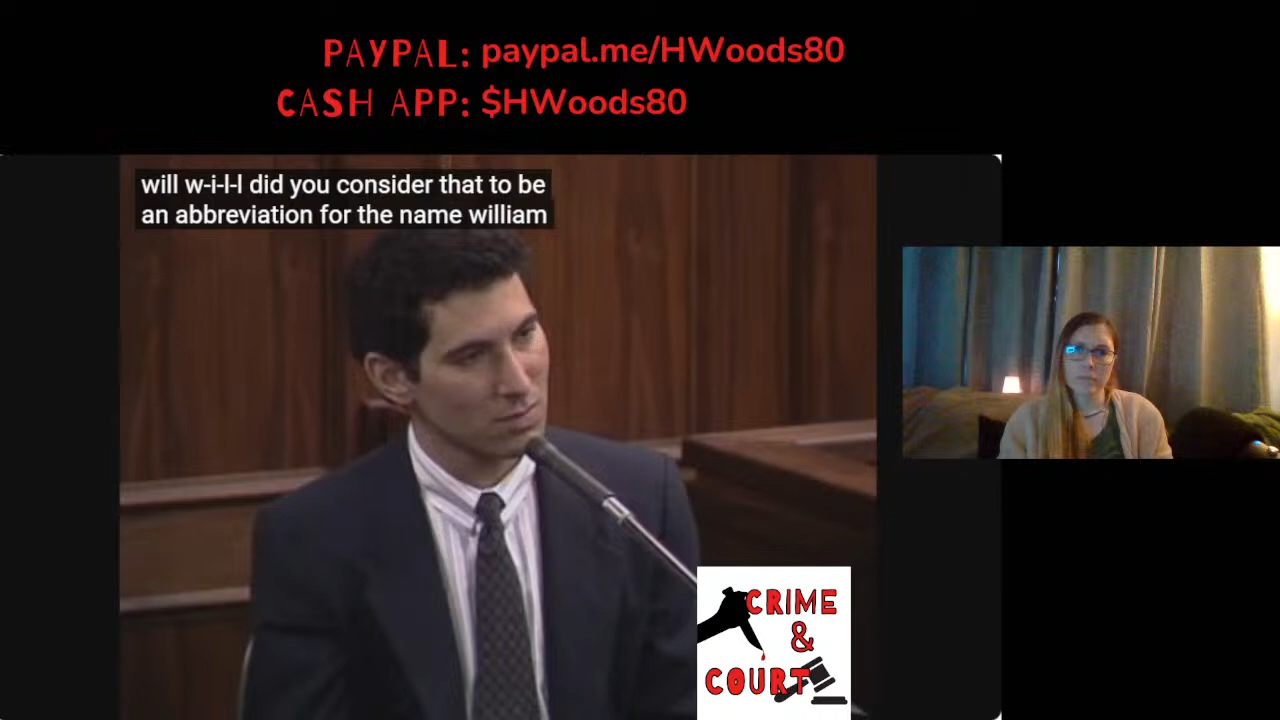 PAYPAL: paypal.me/HWoods80
CASH APP: $HWoods80
will w-i-l-l did you consider that to be
an abbreviation for the name william
CRIME
&
COURT